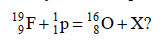 ¹⁹₉F + ¹₁p = ¹⁶₈O + X?